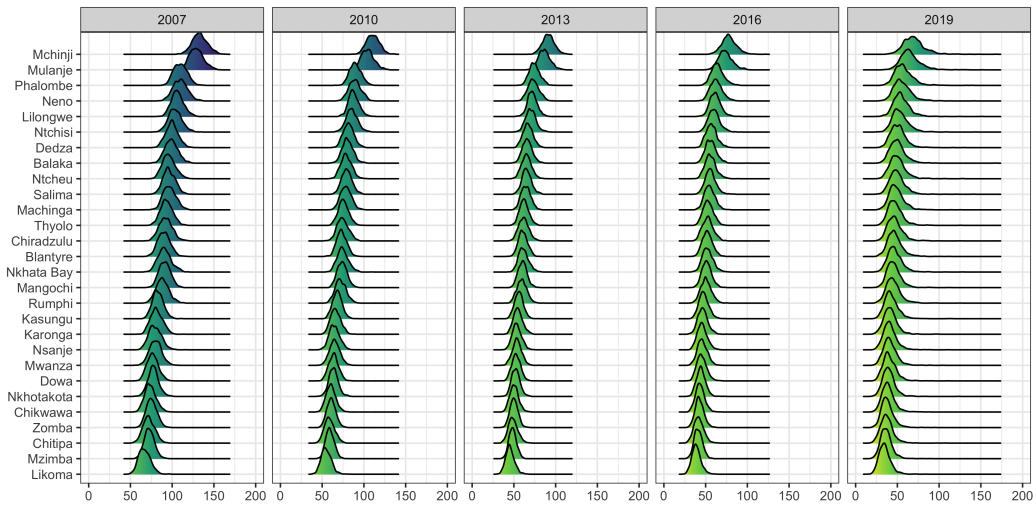 2007 2010 2013 2016 2019
Mchinji
Mulanje
Phalombe
Neno
Lilongwe
Ntchisi
Dedza
Balaka
Ntcheu
Salima
Machinga
Thyolo
Chiradzulu
Blantyre
Nkhata Bay
Mangochi
Rumphi
Kasungu
Karonga
Nsanje
Mwanza
Dowa
Nkhotakota
Chikwawa
Zomba
Chitipa
Mzimba
Likoma
0 50 100 150 200 0 50 100 150 200 0 50 100 150 200 0 50 100 150 200 0 50 100 150 200